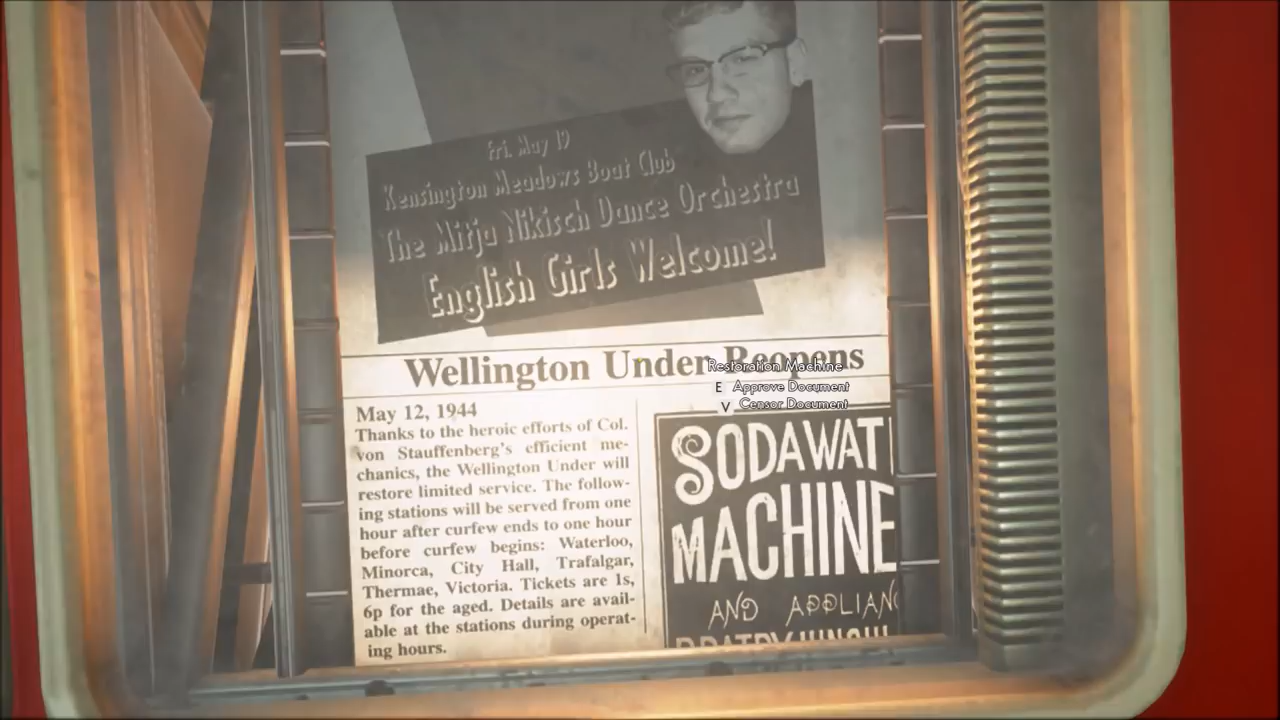 Fri. May 19
Kensington Meadows Boat Club
The Mitja Nikisch Dance Orchestra
English Girls Welcome!
Wellington Under Reopens
Restoration Machine
E Approve Document
V Censor Document
May 12, 1944
Thanks to the heroic efforts of Col.
von Stauffenberg's efficient me-
chanics, the Wellington Under will
restore limited service. The follow-
ing stations will be served from one
hour after curfew ends to one hour
before curfew begins: Waterloo,
Minorca, City Hall, Trafalgar,
Thermae, Victoria. Tickets are 1s,
6p for the aged. Details are avail-
able at the stations during operat-
ing hours.
SODAWAT
MACHINE
AND APPLIAN